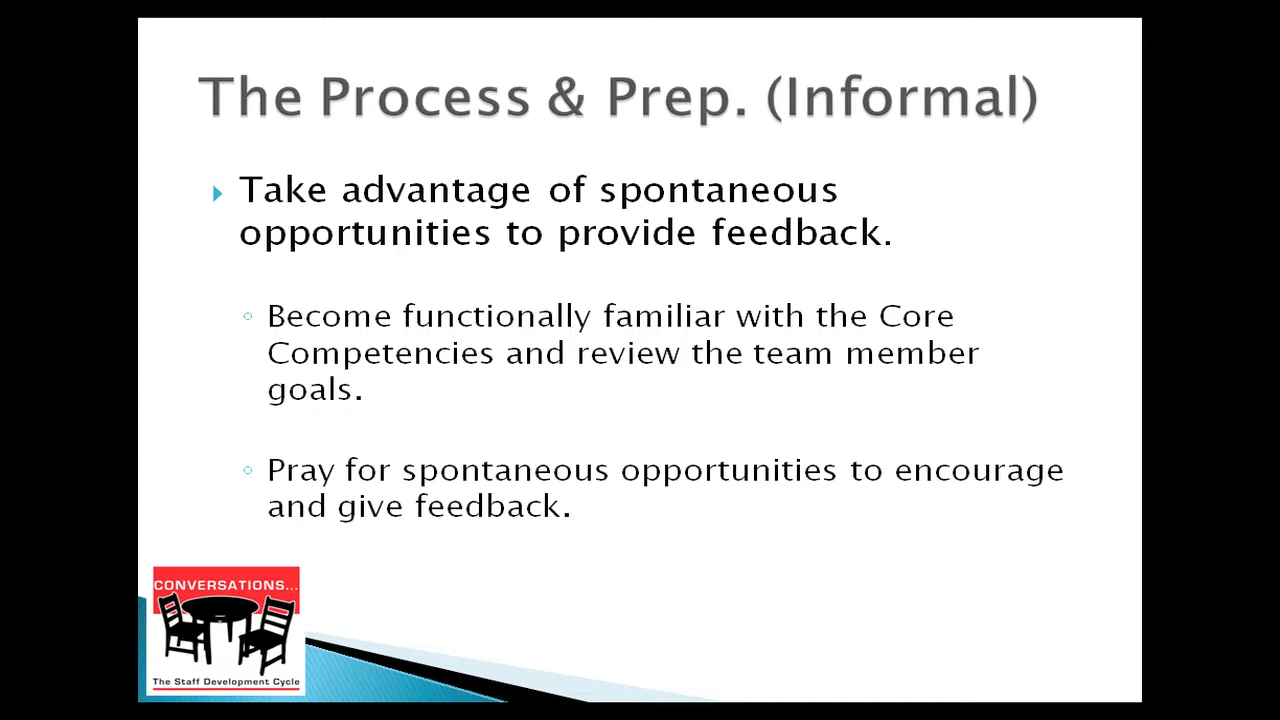 The Process & Prep. (Informal)
Take advantage of spontaneous
opportunities to provide feedback.
Become functionally familiar with the Core
Competencies and review the team member
goals.
Pray for spontaneous opportunities to encourage
and give feedback.
CONVERSATIONS...
The Staff Development Cycle